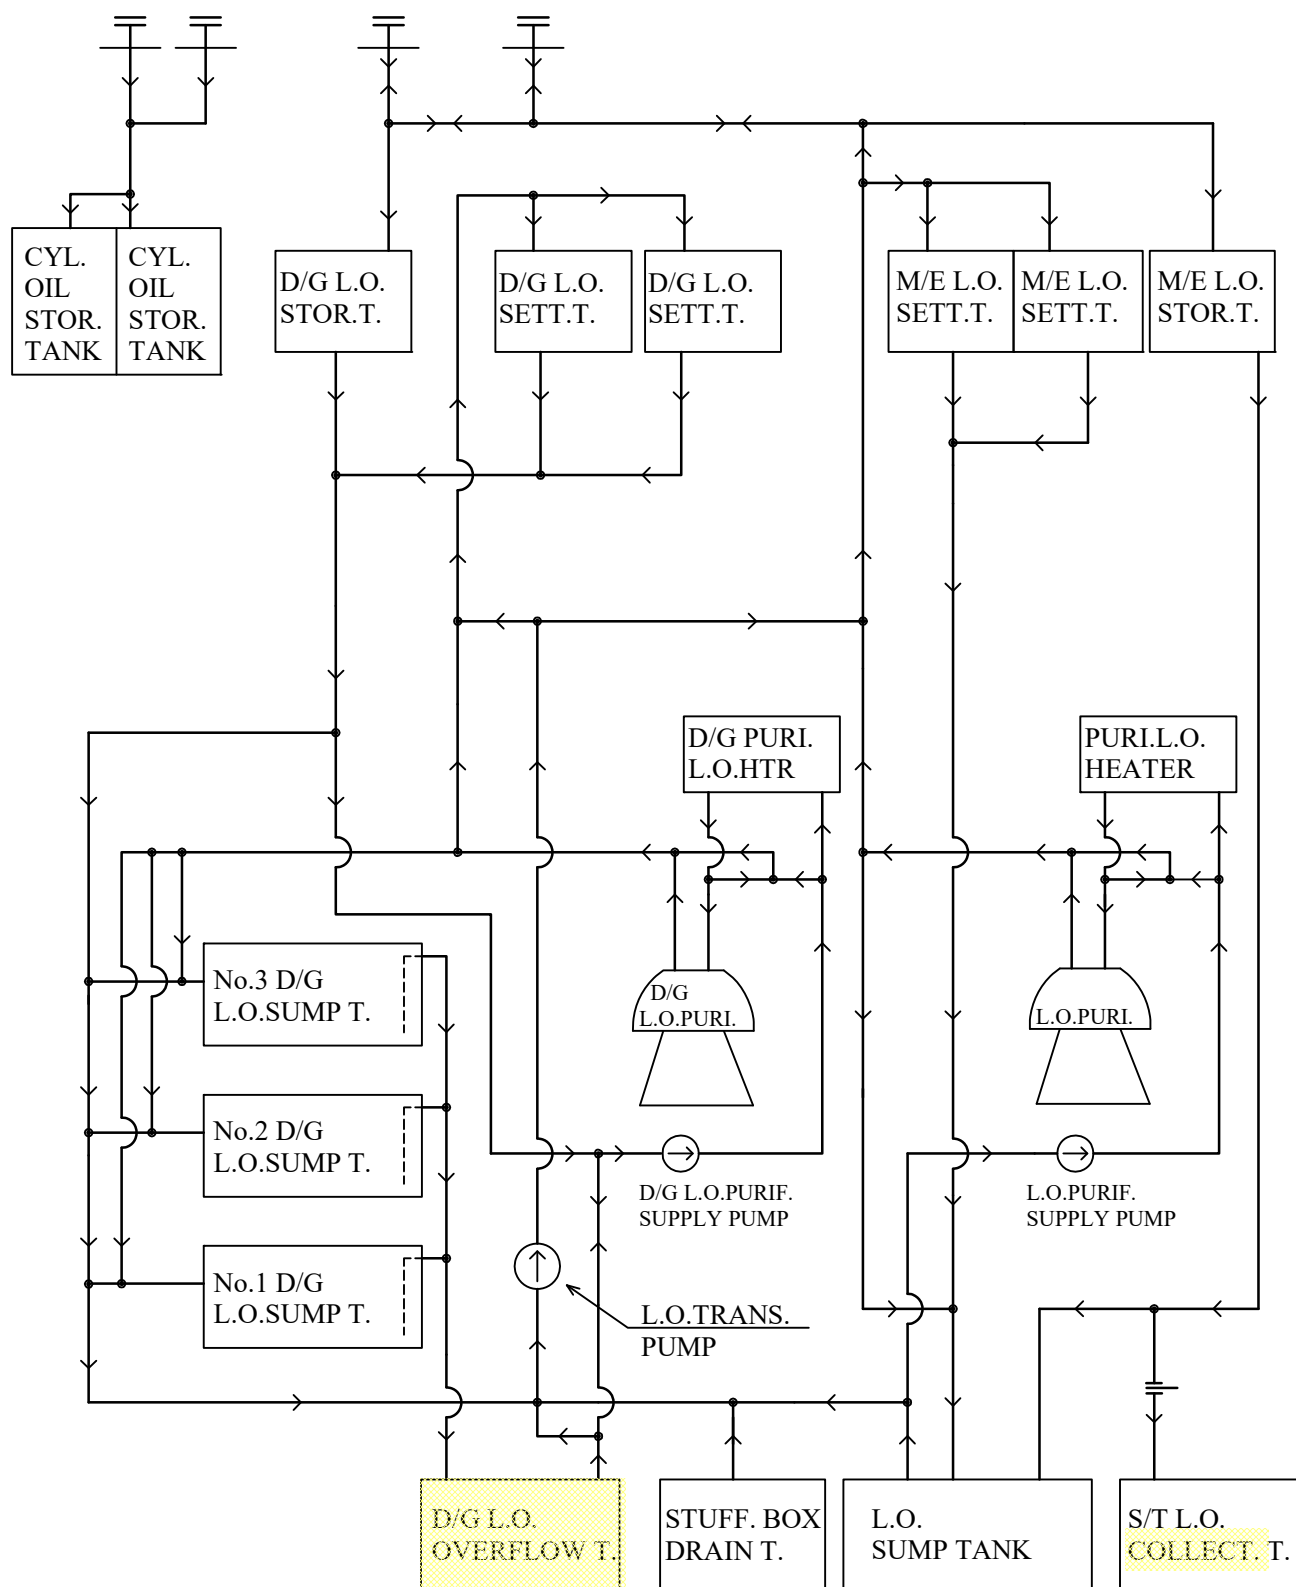 CYL.
OIL
STOR.
TANK
CYL.
OIL
STOR.
TANK
D/G L.O.
STOR.T.
D/G L.O.
SETT.T.
D/G L.O.
SETT.T.
M/E L.O.
SETT.T.
M/E L.O.
SETT.T.
M/E L.O.
STOR.T.
D/G PURI.
L.O.HTR
PURI.L.O.
HEATER
No.3 D/G
L.O.SUMP T.
D/G
L.O.PURI.
L.O.PURI.
No.2 D/G
L.O.SUMP T.
D/G L.O.PURIF.
SUPPLY PUMP
L.O.PURIF.
SUPPLY PUMP
No.1 D/G
L.O.SUMP T.
L.O.TRANS.
PUMP
D/G L.O.
OVERFLOW T.
STUFF. BOX
DRAIN T.
L.O.
SUMP TANK
S/T L.O.
COLLECT. T.